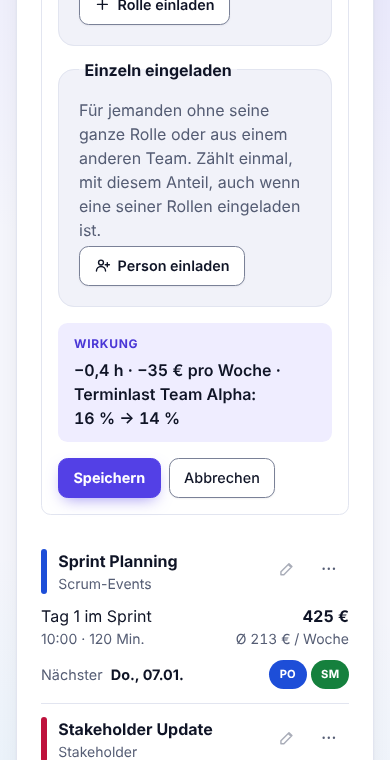 Rolle einladen
Einzeln eingeladen
Für jemanden ohne seine
ganze Rolle oder aus einem
anderen Team. Zählt einmal,
mit diesem Anteil, auch wenn
eine seiner Rollen eingeladen
ist.
Person einladen
WIRKUNG
−0,4 h · −35 € pro Woche ·
Terminlast Team Alpha:
16 % → 14 %
Speichern Abbrechen
Sprint Planning
Scrum-Events
Tag 1 im Sprint 425 €
10:00 · 120 Min. Ø 213 € / Woche
Nächster Do., 07.01. PO SM
Stakeholder Update
Stakeholder